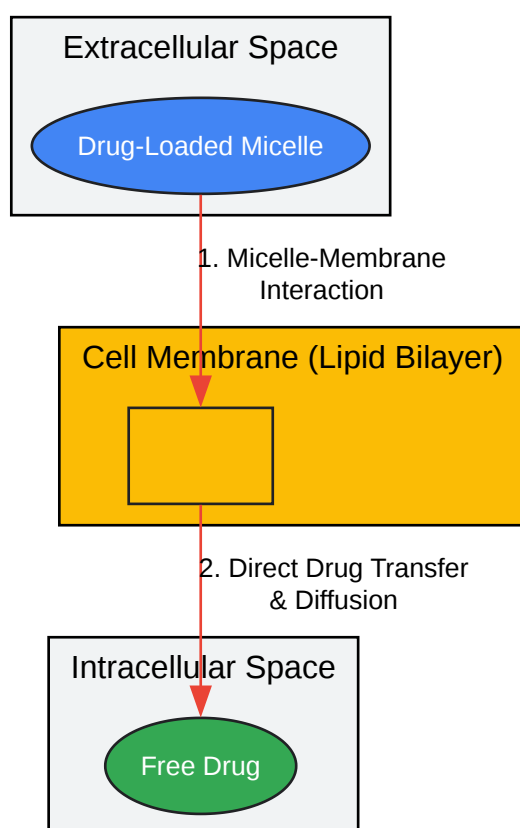 Extracellular Space
Drug-Loaded Micelle
1. Micelle-Membrane
Interaction
Cell Membrane (Lipid Bilayer)
2. Direct Drug Transfer
& Diffusion
Intracellular Space
Free Drug